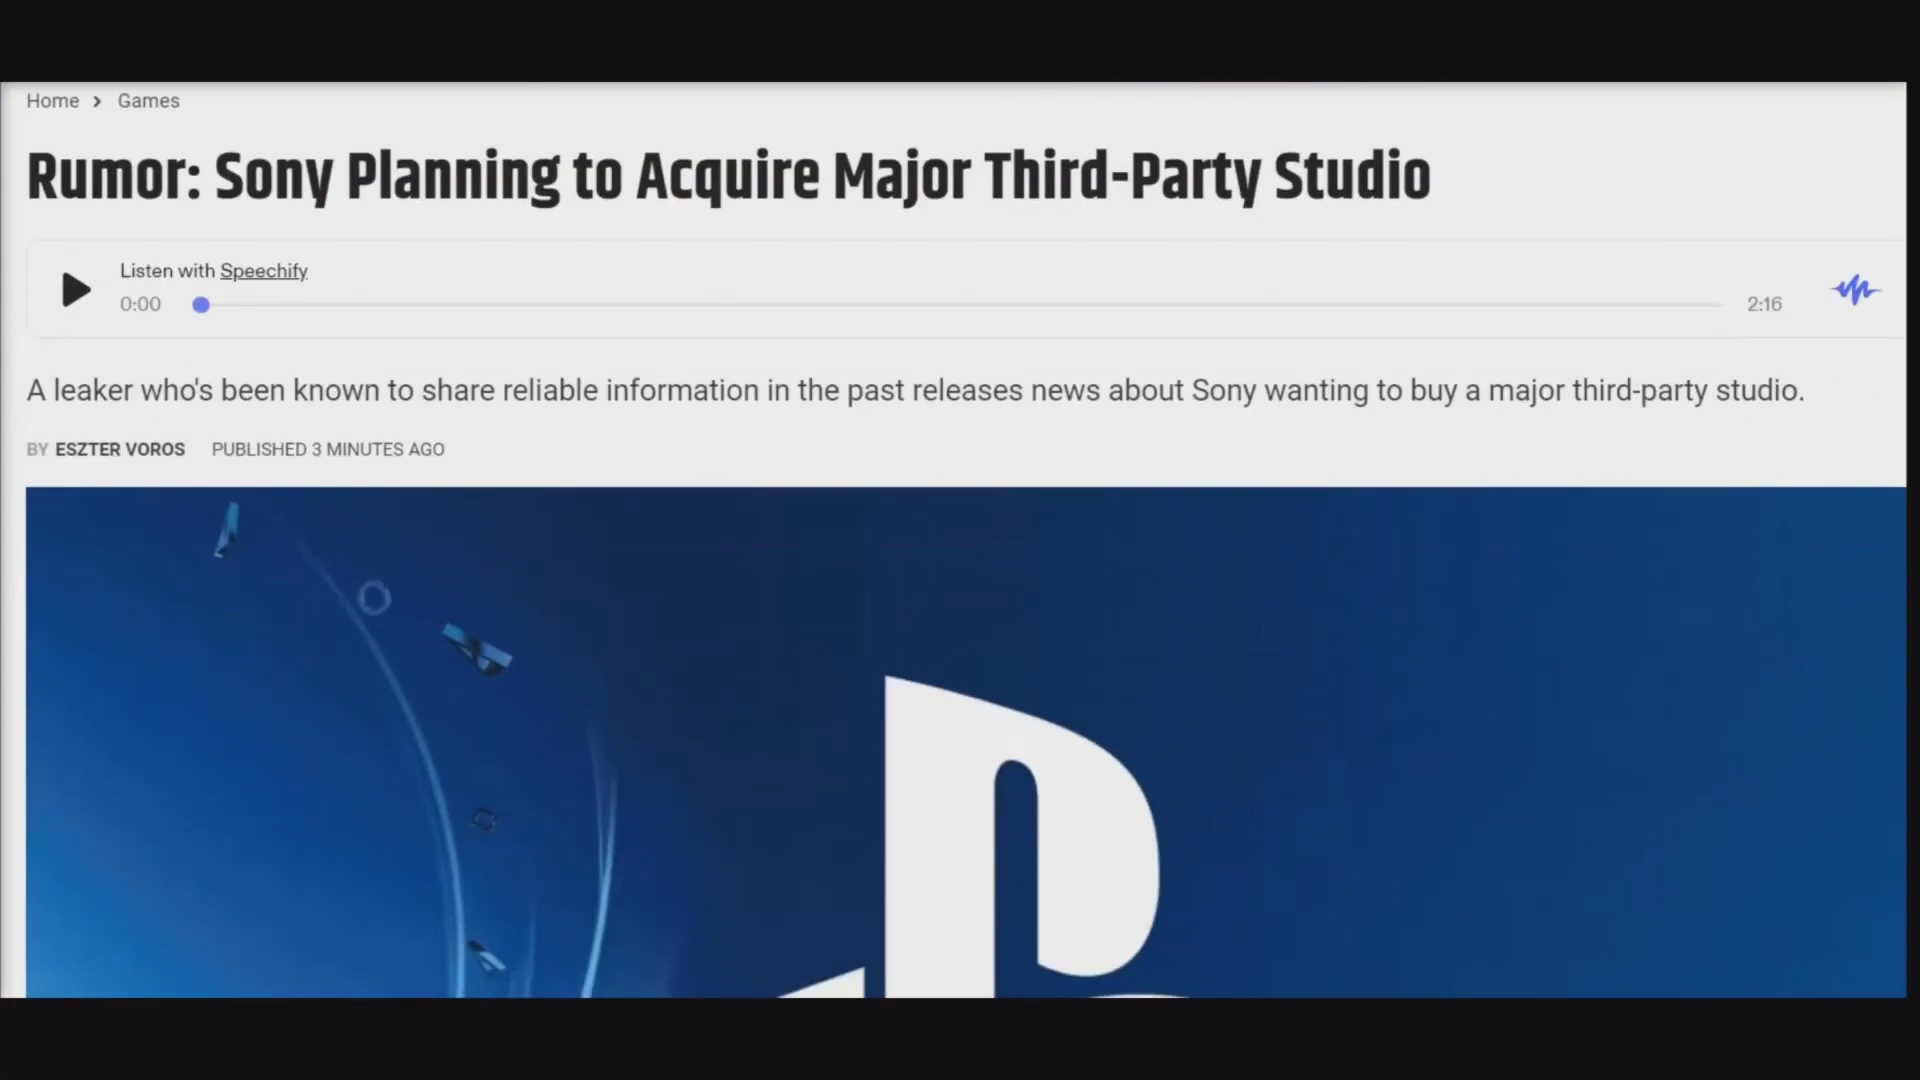 Home > Games
Rumor: Sony Planning to Acquire Major Third-Party Studio
Listen with Speechify
0:00
2:16
A leaker who's been known to share reliable information in the past releases news about Sony wanting to buy a major third-party studio.
BY ESZTER VOROS PUBLISHED 3 MINUTES AGO